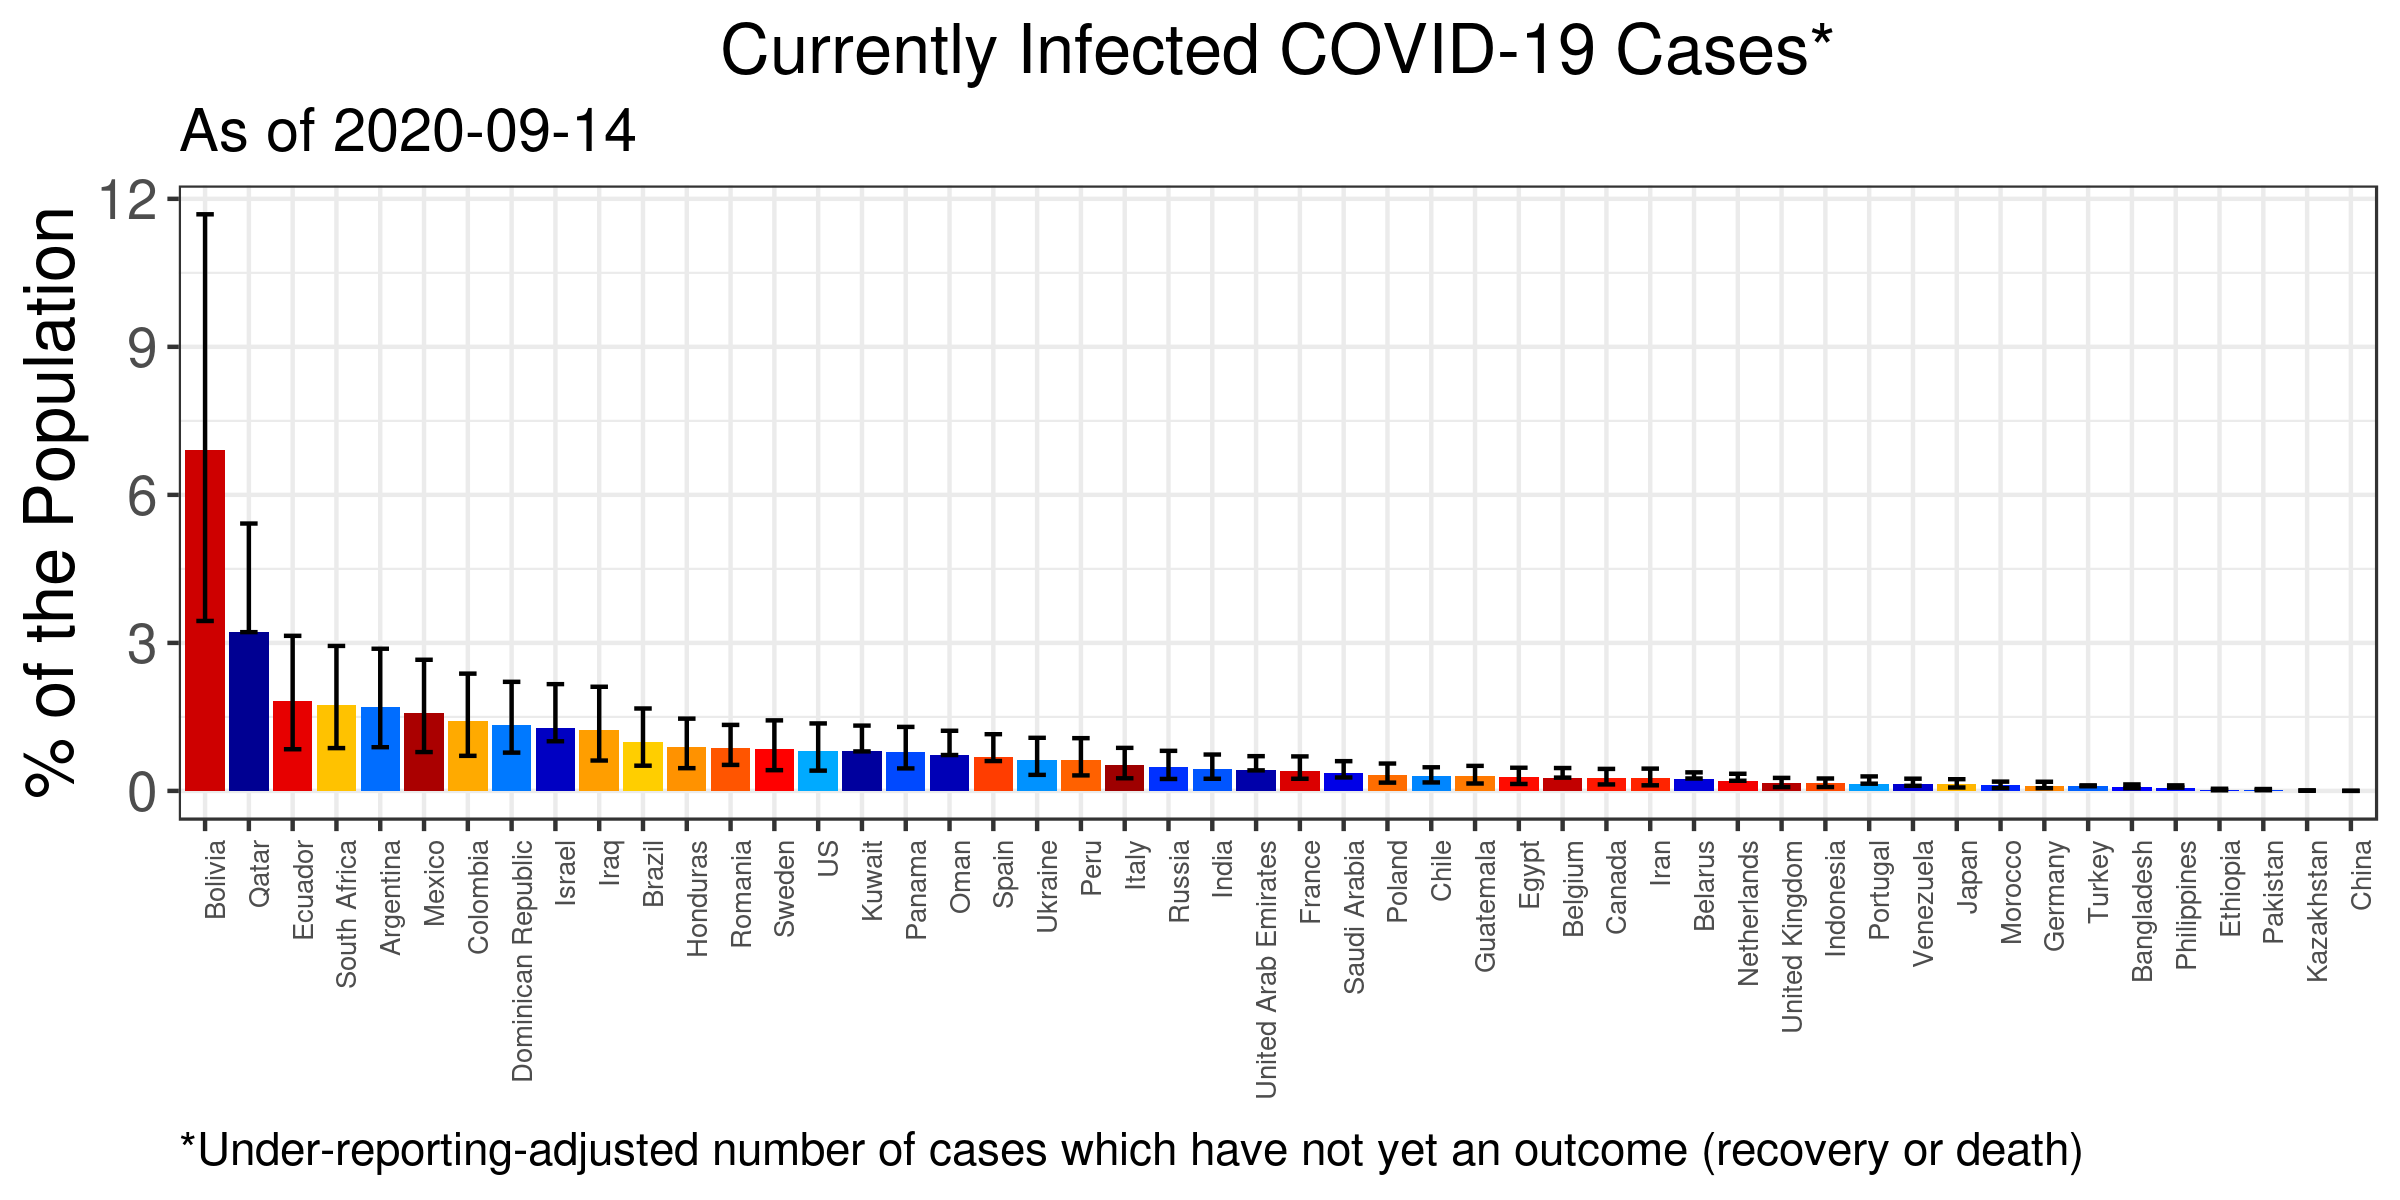 Currently Infected COVID-19 Cases*
As of 2020-09-14
% of the Population
12
9
6
3
0
Bolivia
Qatar
Ecuador
South Africa
Argentina
Mexico
Colombia
Dominican Republic
Israel
Iraq
Brazil
Honduras
Romania
Sweden
US
Kuwait
Panama
Oman
Spain
Ukraine
Peru
Italy
Russia
India
United Arab Emirates
France
Saudi Arabia
Poland
Chile
Guatemala
Egypt
Belgium
Canada
Iran
Belarus
Netherlands
United Kingdom
Indonesia
Portugal
Venezuela
Japan
Morocco
Germany
Turkey
Bangladesh
Philippines
Ethiopia
Pakistan
Kazakhstan
China
*Under-reporting-adjusted number of cases which have not yet an outcome (recovery or death)